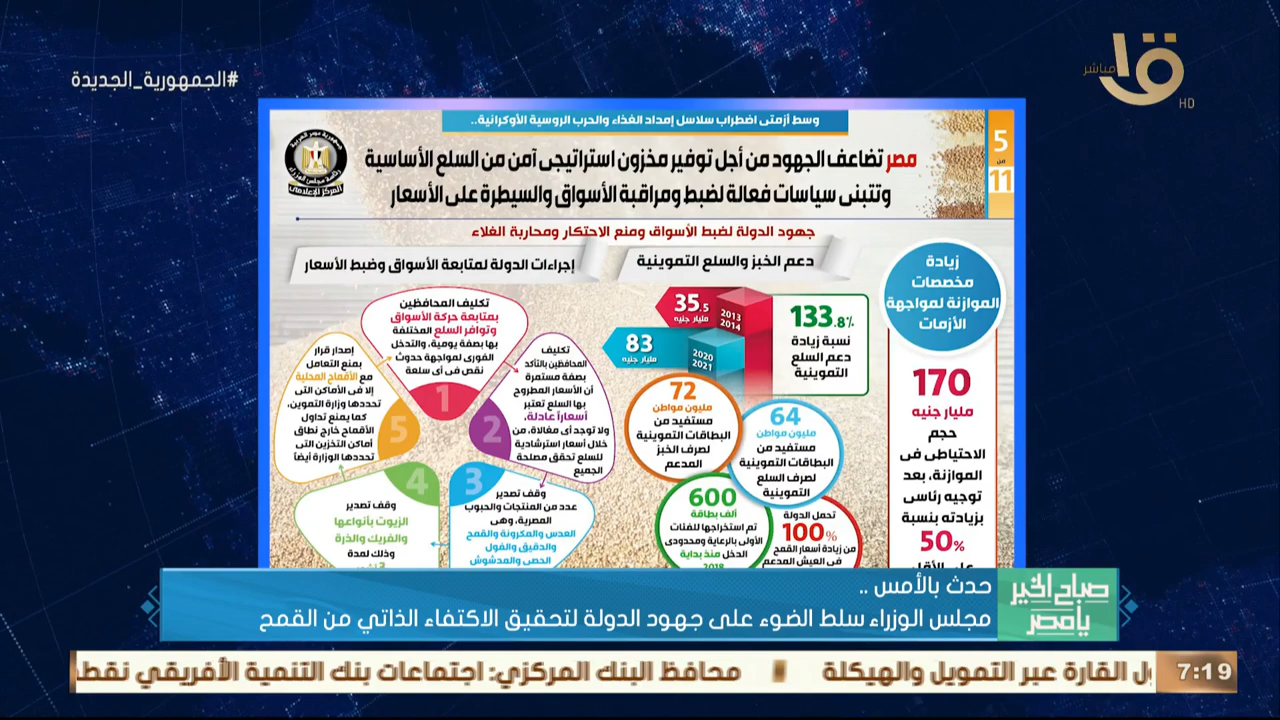 #الجمهورية_الجديدة
مباشر
HD
وسط أزمتى اضطراب سلاسل إمداد الغذاء والحرب الروسية الأوكرانية..
5
من
11
مصر تضاعف الجهود من أجل توفير مخزون استراتيجى آمن من السلع الأساسية
وتتبنى سياسات فعالة لضبط ومراقبة الأسواق والسيطرة على الأسعار
جمهورية مصر العربية
رئاسة مجلس الوزراء
المركز الإعلامى
جهود الدولة لضبط الأسواق ومنع الاحتكار ومحاربة الغلاء
زيادة
مخصصات
الموازنة لمواجهة
الأزمات
170
مليار جنيه
حجم
الاحتياطى فى
الموازنة، بعد
توجيه رئاسى
بزيادته بنسبة
50%
على الأقل
دعم الخبز والسلع التموينية
133.8%
نسبة زيادة
دعم السلع
التموينية
35.5
مليار جنيه
2013
2014
83
مليار جنيه
2020
2021
72
مليون مواطن
مستفيد من
البطاقات التموينية
لصرف الخبز
المدعم
64
مليون مواطن
مستفيد من
البطاقات التموينية
لصرف السلع
التموينية
600
ألف بطاقة
تم استخراجها للفئات
الأولى بالرعاية ومحدودى
الدخل منذ بداية
2018
تحمل الدولة
100%
من زيادة أسعار القمح
فى العيش المدعم
إجراءات الدولة لمتابعة الأسواق وضبط الأسعار
تكليف المحافظين
بمتابعة حركة الأسواق
وتوافر السلع المختلفة
بها بصفة يومية، والتدخل
الفورى لمواجهة حدوث
نقص فى أى سلعة
1
تكليف
المحافظين بالتأكد
بصفة مستمرة
أن الأسعار المطروح
بها السلع تعتبر
أسعاراً عادلة،
ولا توجد أى مغالاة، من
خلال أسعار استرشادية
للسلع تحقق مصلحة
الجميع
2
3
وقف تصدير
عدد من المنتجات والحبوب
المصرية، وهى
العدس والمكرونة والقمح
والدقيق والفول
الحصى والمدشوش
4
وقف تصدير
الزيوت بأنواعها
والفريك والذرة
وذلك لمدة
إصدار قرار
بمنع التعامل
مع الأقماح المحلية
إلا فى الأماكن التى
تحددها وزارة التموين،
كما يمنع تداول
الأقماح خارج نطاق
أماكن التخزين التى
تحددها الوزارة أيضاً
5
صباح الخير
يا مصر
حدث بالأمس ..
مجلس الوزراء سلط الضوء على جهود الدولة لتحقيق الاكتفاء الذاتي من القمح
7:19
ول القارة عبر التمويل والهيكلة
محافظ البنك المركزي: اجتماعات بنك التنمية الأفريقي نقط